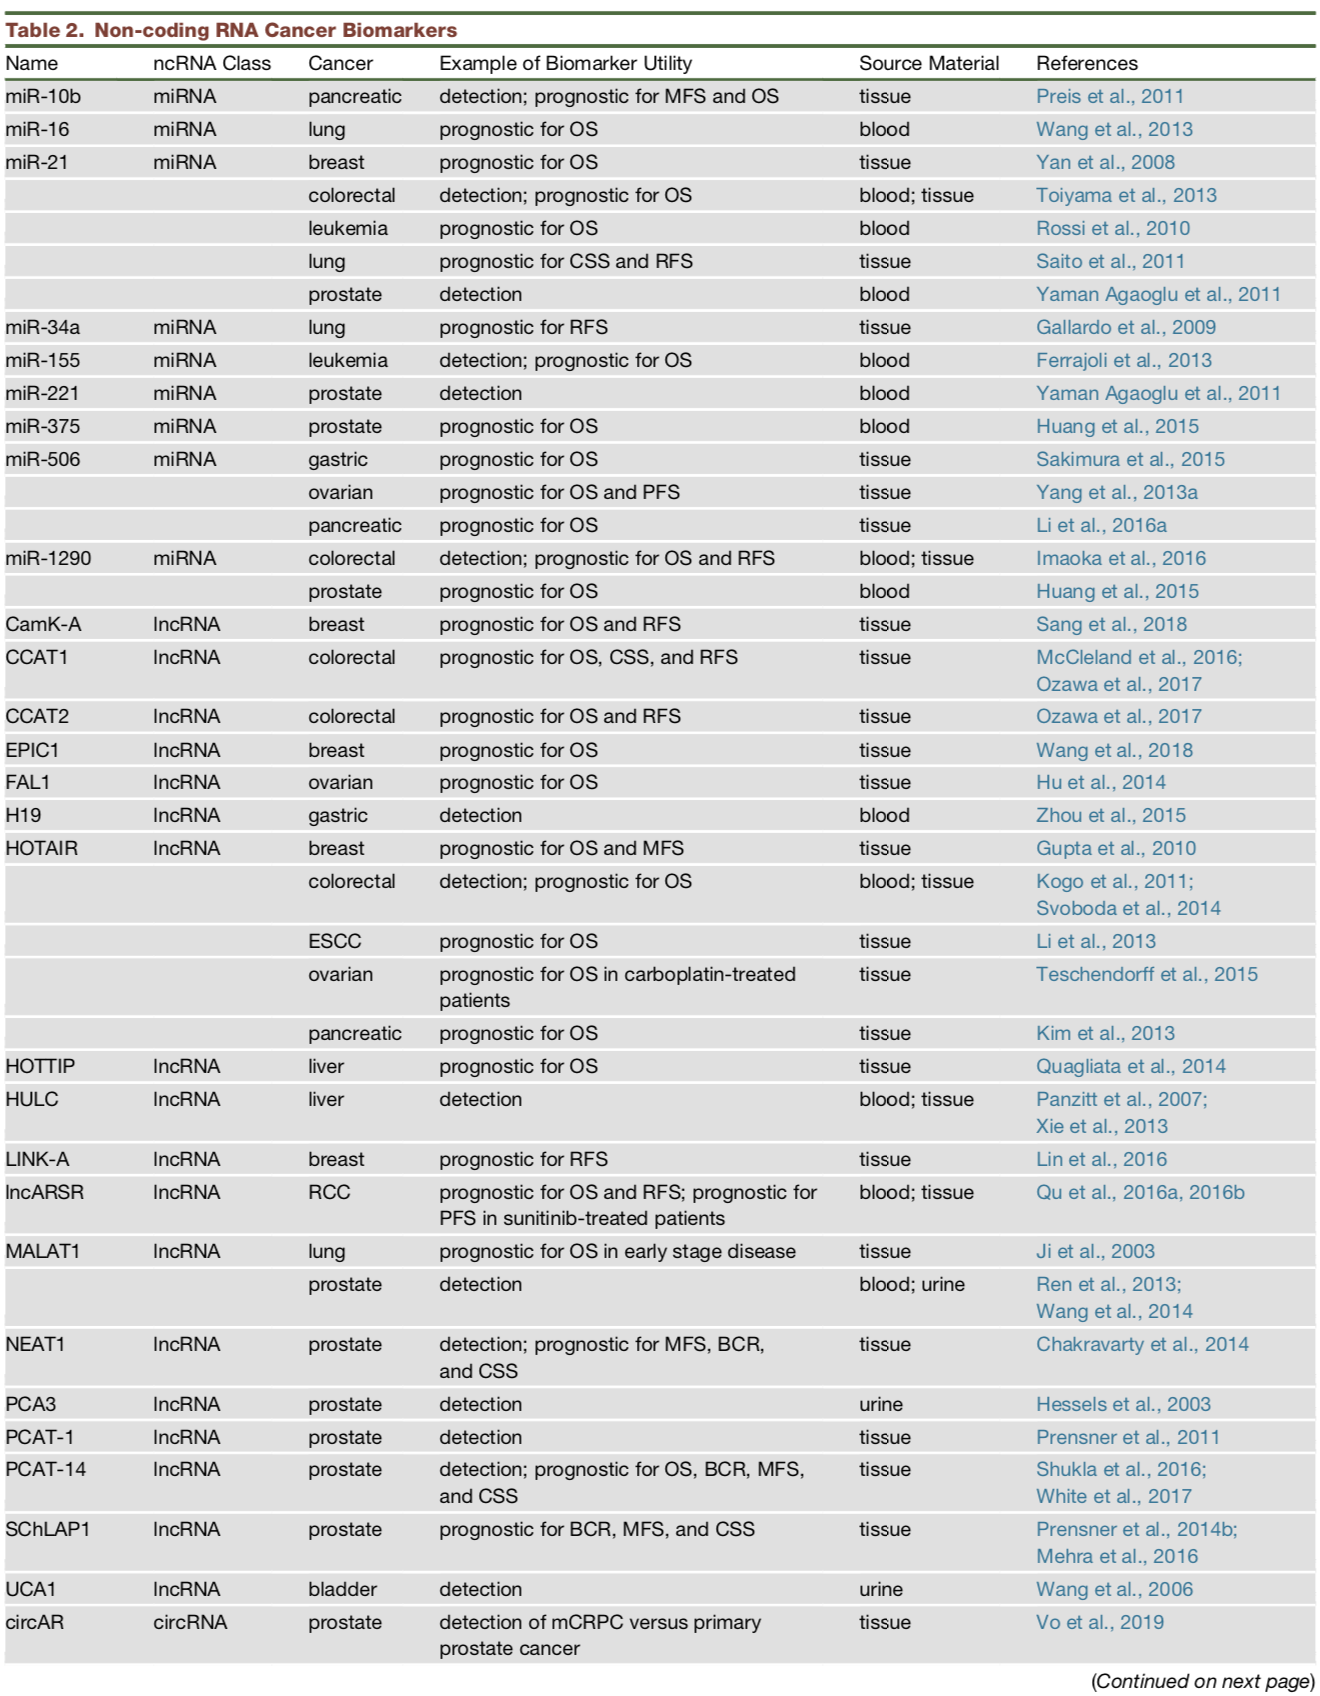 Table 2. Non-coding RNA Cancer Biomarkers
Name ncRNA Class Cancer Example of Biomarker Utility Source Material References
miR-10b miRNA pancreatic detection; prognostic for MFS and OS tissue Preis et al., 2011
miR-16 miRNA lung prognostic for OS blood Wang et al., 2013
miR-21 miRNA breast prognostic for OS tissue Yan et al., 2008
colorectal detection; prognostic for OS blood; tissue Toiyama et al., 2013
leukemia prognostic for OS blood Rossi et al., 2010
lung prognostic for CSS and RFS tissue Saito et al., 2011
prostate detection blood Yaman Agaoglu et al., 2011
miR-34a miRNA lung prognostic for RFS tissue Gallardo et al., 2009
miR-155 miRNA leukemia detection; prognostic for OS blood Ferrajoli et al., 2013
miR-221 miRNA prostate detection blood Yaman Agaoglu et al., 2011
miR-375 miRNA prostate prognostic for OS blood Huang et al., 2015
miR-506 miRNA gastric prognostic for OS tissue Sakimura et al., 2015
ovarian prognostic for OS and PFS tissue Yang et al., 2013a
pancreatic prognostic for OS tissue Li et al., 2016a
miR-1290 miRNA colorectal detection; prognostic for OS and RFS blood; tissue Imaoka et al., 2016
prostate prognostic for OS blood Huang et al., 2015
CamK-A lncRNA breast prognostic for OS and RFS tissue Sang et al., 2018
CCAT1 lncRNA colorectal prognostic for OS, CSS, and RFS tissue McCleland et al., 2016;
Ozawa et al., 2017
CCAT2 lncRNA colorectal prognostic for OS and RFS tissue Ozawa et al., 2017
EPIC1 lncRNA breast prognostic for OS tissue Wang et al., 2018
FAL1 lncRNA ovarian prognostic for OS tissue Hu et al., 2014
H19 lncRNA gastric detection blood Zhou et al., 2015
HOTAIR lncRNA breast prognostic for OS and MFS tissue Gupta et al., 2010
colorectal detection; prognostic for OS blood; tissue Kogo et al., 2011;
Svoboda et al., 2014
ESCC prognostic for OS tissue Li et al., 2013
ovarian prognostic for OS in carboplatin-treated tissue Teschendorff et al., 2015
patients
pancreatic prognostic for OS tissue Kim et al., 2013
HOTTIP lncRNA liver prognostic for OS tissue Quagliata et al., 2014
HULC lncRNA liver detection blood; tissue Panzitt et al., 2007;
Xie et al., 2013
LINK-A lncRNA breast prognostic for RFS tissue Lin et al., 2016
lncARSR lncRNA RCC prognostic for OS and RFS; prognostic for blood; tissue Qu et al., 2016a, 2016b
PFS in sunitinib-treated patients
MALAT1 lncRNA lung prognostic for OS in early stage disease tissue Ji et al., 2003
prostate detection blood; urine Ren et al., 2013;
Wang et al., 2014
NEAT1 lncRNA prostate detection; prognostic for MFS, BCR, tissue Chakravarty et al., 2014
and CSS
PCA3 lncRNA prostate detection urine Hessels et al., 2003
PCAT-1 lncRNA prostate detection tissue Prensner et al., 2011
PCAT-14 lncRNA prostate detection; prognostic for OS, BCR, MFS, tissue Shukla et al., 2016;
and CSS White et al., 2017
SChLAP1 lncRNA prostate prognostic for BCR, MFS, and CSS tissue Prensner et al., 2014b;
Mehra et al., 2016
UCA1 lncRNA bladder detection urine Wang et al., 2006
circAR circRNA prostate detection of mCRPC versus primary tissue Vo et al., 2019
prostate cancer
(Continued on next page)